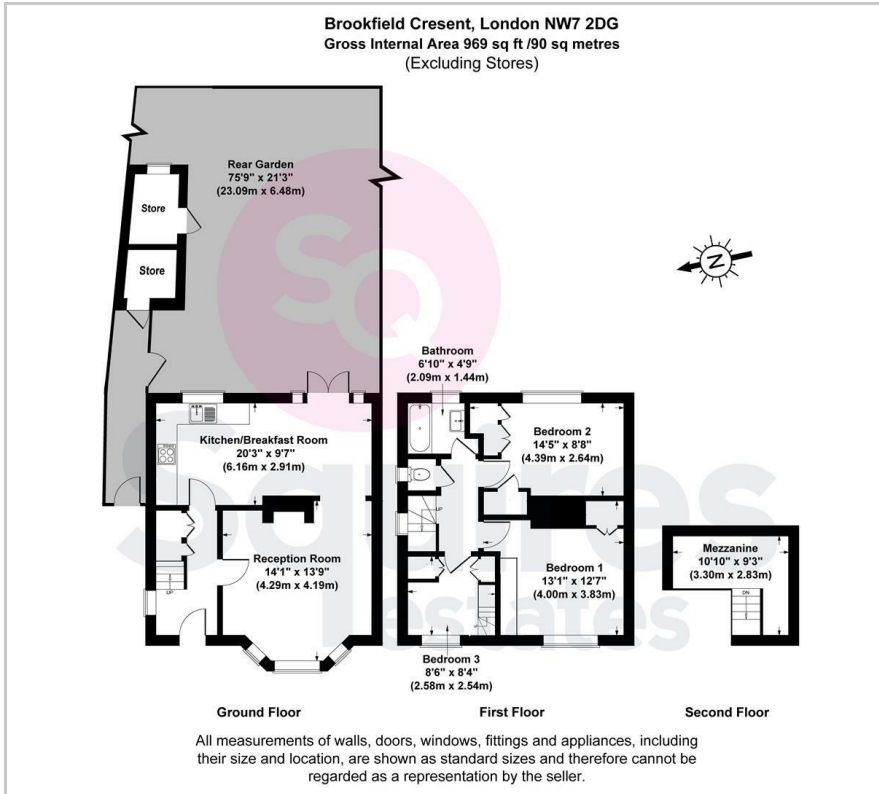 Brookfield Cresent, London NW7 2DG
Gross Internal Area 969 sq ft /90 sq metres
(Excluding Stores)
Rear Garden
75'9" x 21'3"
(23.09m x 6.48m)
Store
Store
N
SQ
Squires
estates
Kitchen/Breakfast Room
20'3" x 9'7"
(6.16m x 2.91m)
Reception Room
14'1" x 13'9"
(4.29m x 4.19m)
UP
Bathroom
6'10" x 4'9"
(2.09m x 1.44m)
Bedroom 2
14'5" x 8'8"
(4.39m x 2.64m)
UP
Bedroom 1
13'1" x 12'7"
(4.00m x 3.83m)
Bedroom 3
8'6" x 8'4"
(2.58m x 2.54m)
Mezzanine
10'10" x 9'3"
(3.30m x 2.83m)
DN
Ground Floor
First Floor
Second Floor
All measurements of walls, doors, windows, fittings and appliances, including
their size and location, are shown as standard sizes and therefore cannot be
regarded as a representation by the seller.